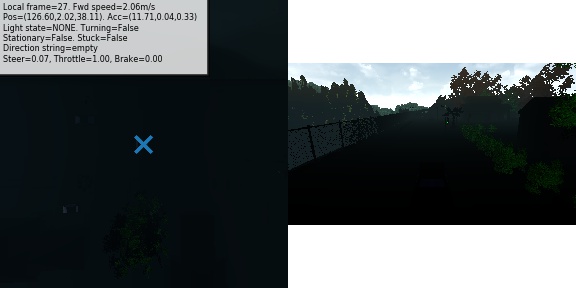 Local frame=27. Fwd speed=2.06m/s
Pos=(126.60,2.02,38.11). Acc=(11.71,0.04,0.33)
Light state=NONE. Turning=False
Stationary=False. Stuck=False
Direction string=empty
Steer=0.07, Throttle=1.00, Brake=0.00